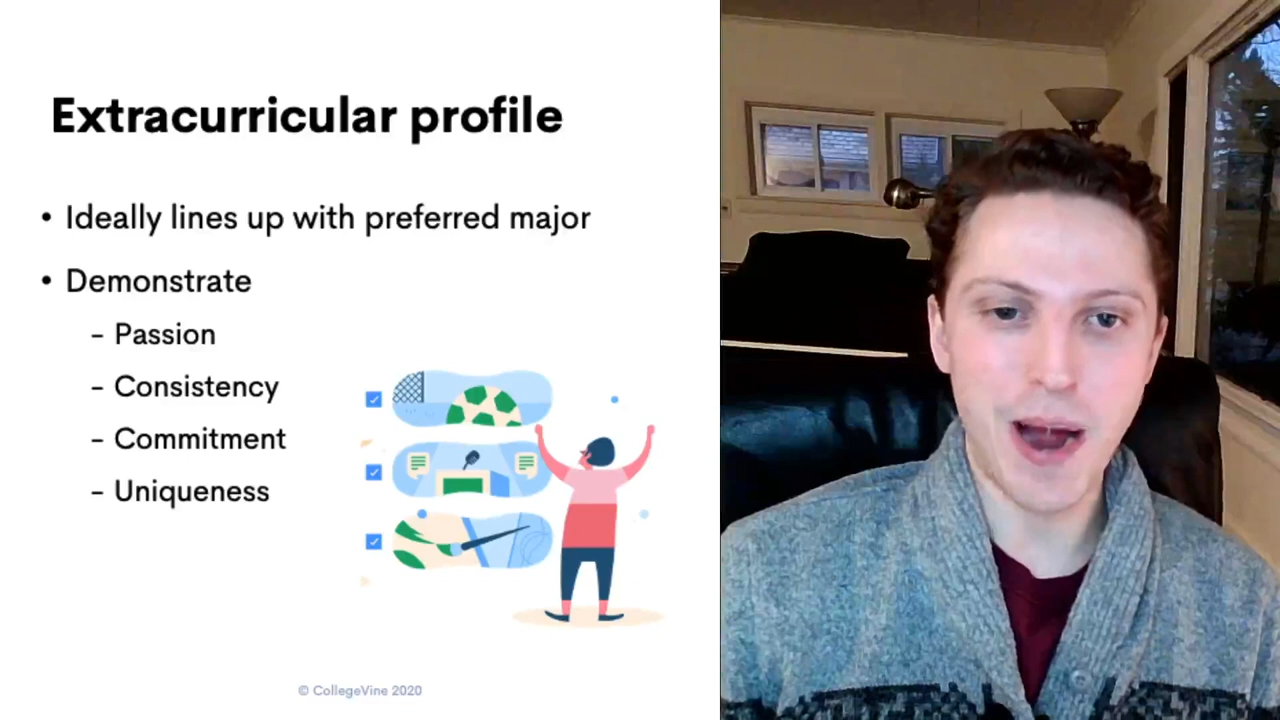 Extracurricular profile
• Ideally lines up with preferred major
• Demonstrate
- Passion
- Consistency
- Commitment
- Uniqueness
© CollegeVine 2020